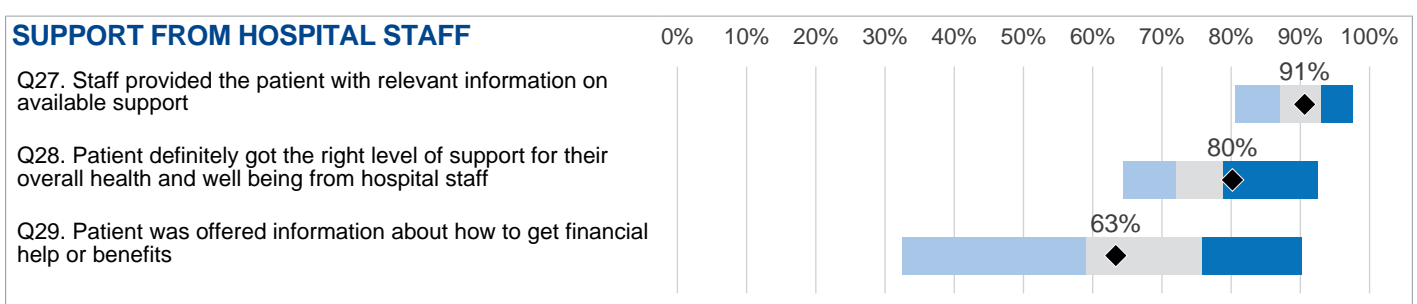 SUPPORT FROM HOSPITAL STAFF
0% 10% 20% 30% 40% 50% 60% 70% 80% 90% 100%
Q27. Staff provided the patient with relevant information on
available support
91%
Q28. Patient definitely got the right level of support for their
overall health and well being from hospital staff
80%
Q29. Patient was offered information about how to get financial
help or benefits
63%